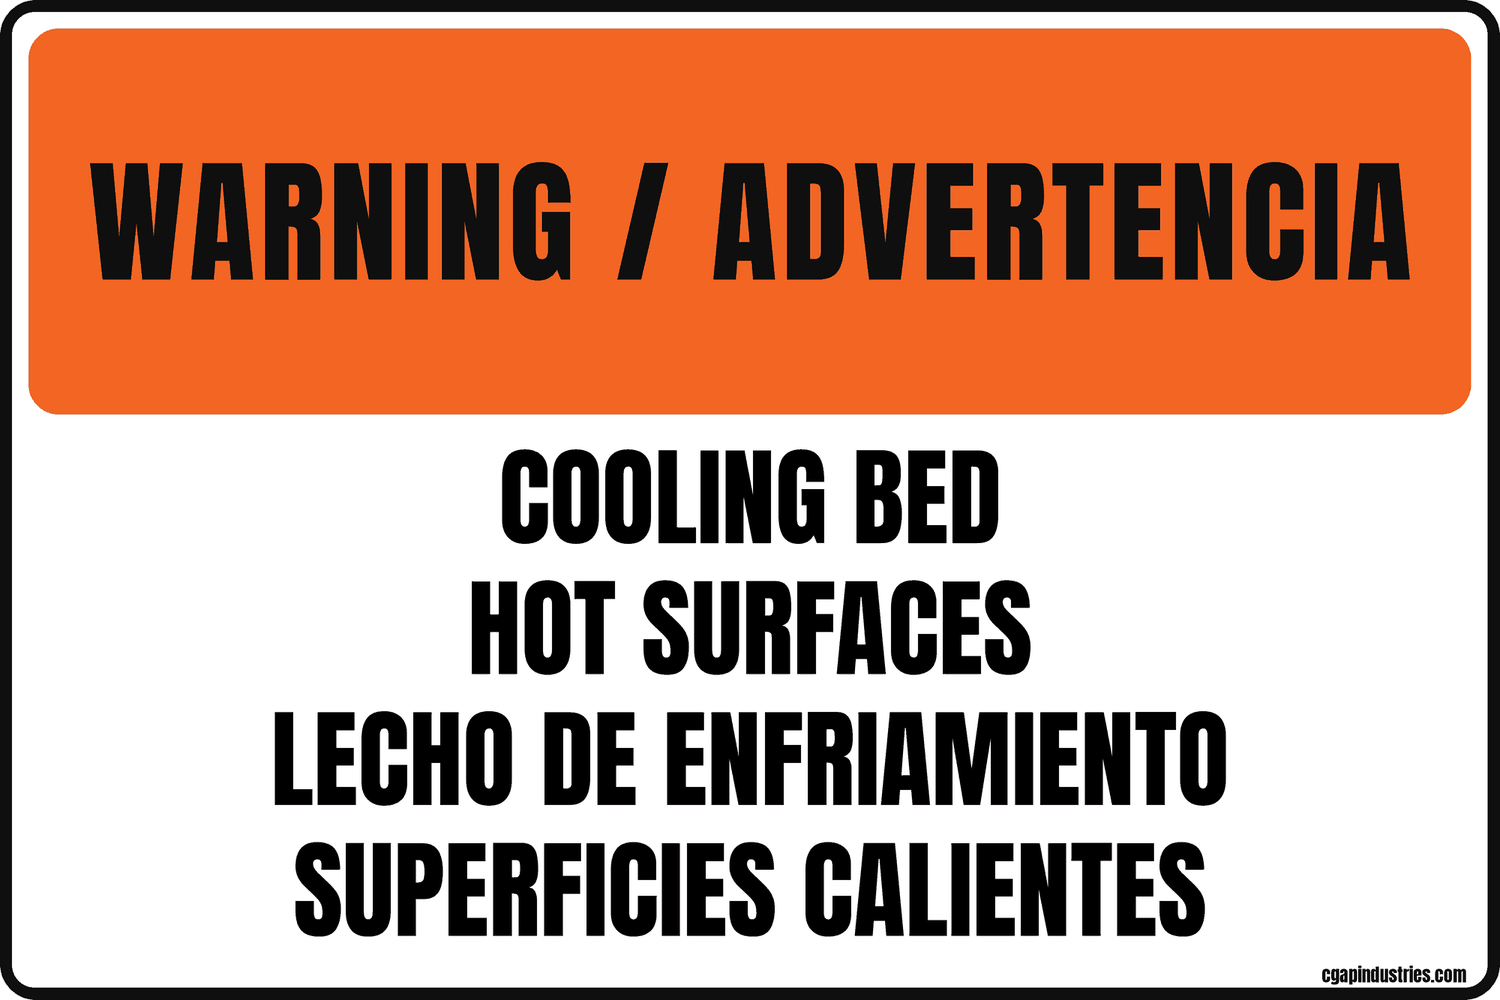 WARNING / ADVERTENCIA
COOLING BED
HOT SURFACES
LECHO DE ENFRIAMIENTO
SUPERFICIES CALIENTES
cgapindustries.com